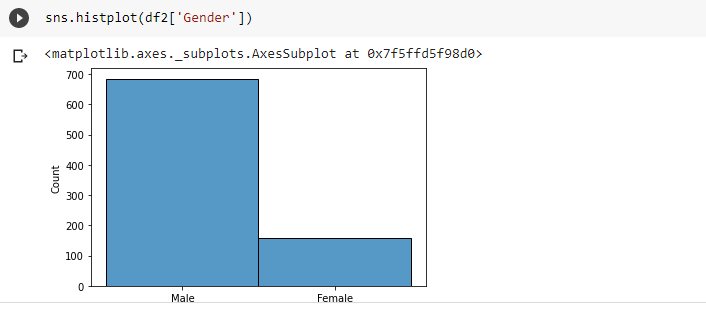 sns.histplot(df2['Gender'])
<matplotlib.axes._subplots.AxesSubplot at 0x7f5ffd5f98d0>
700
600
500
400
300
200
100
0
Count
Male Female